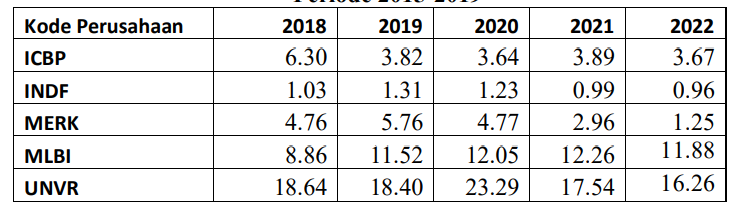 Periode 2015-2019
Kode Perusahaan 2018 2019 2020 2021 2022
ICBP 6.30 3.82 3.64 3.89 3.67
INDF 1.03 1.31 1.23 0.99 0.96
MERK 4.76 5.76 4.77 2.96 1.25
MLBI 8.86 11.52 12.05 12.26 11.88
UNVR 18.64 18.40 23.29 17.54 16.26